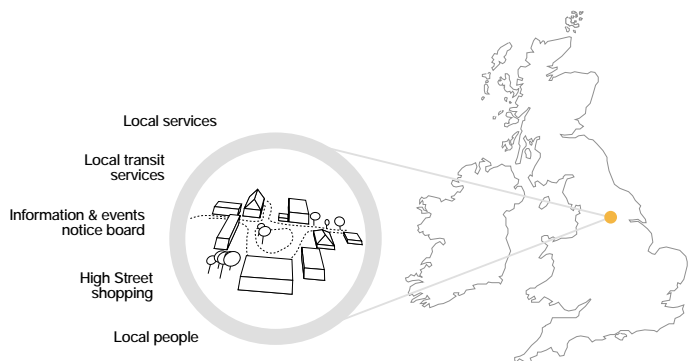 Local services
Local transit
services
Information & events
notice board
High Street
shopping
Local people